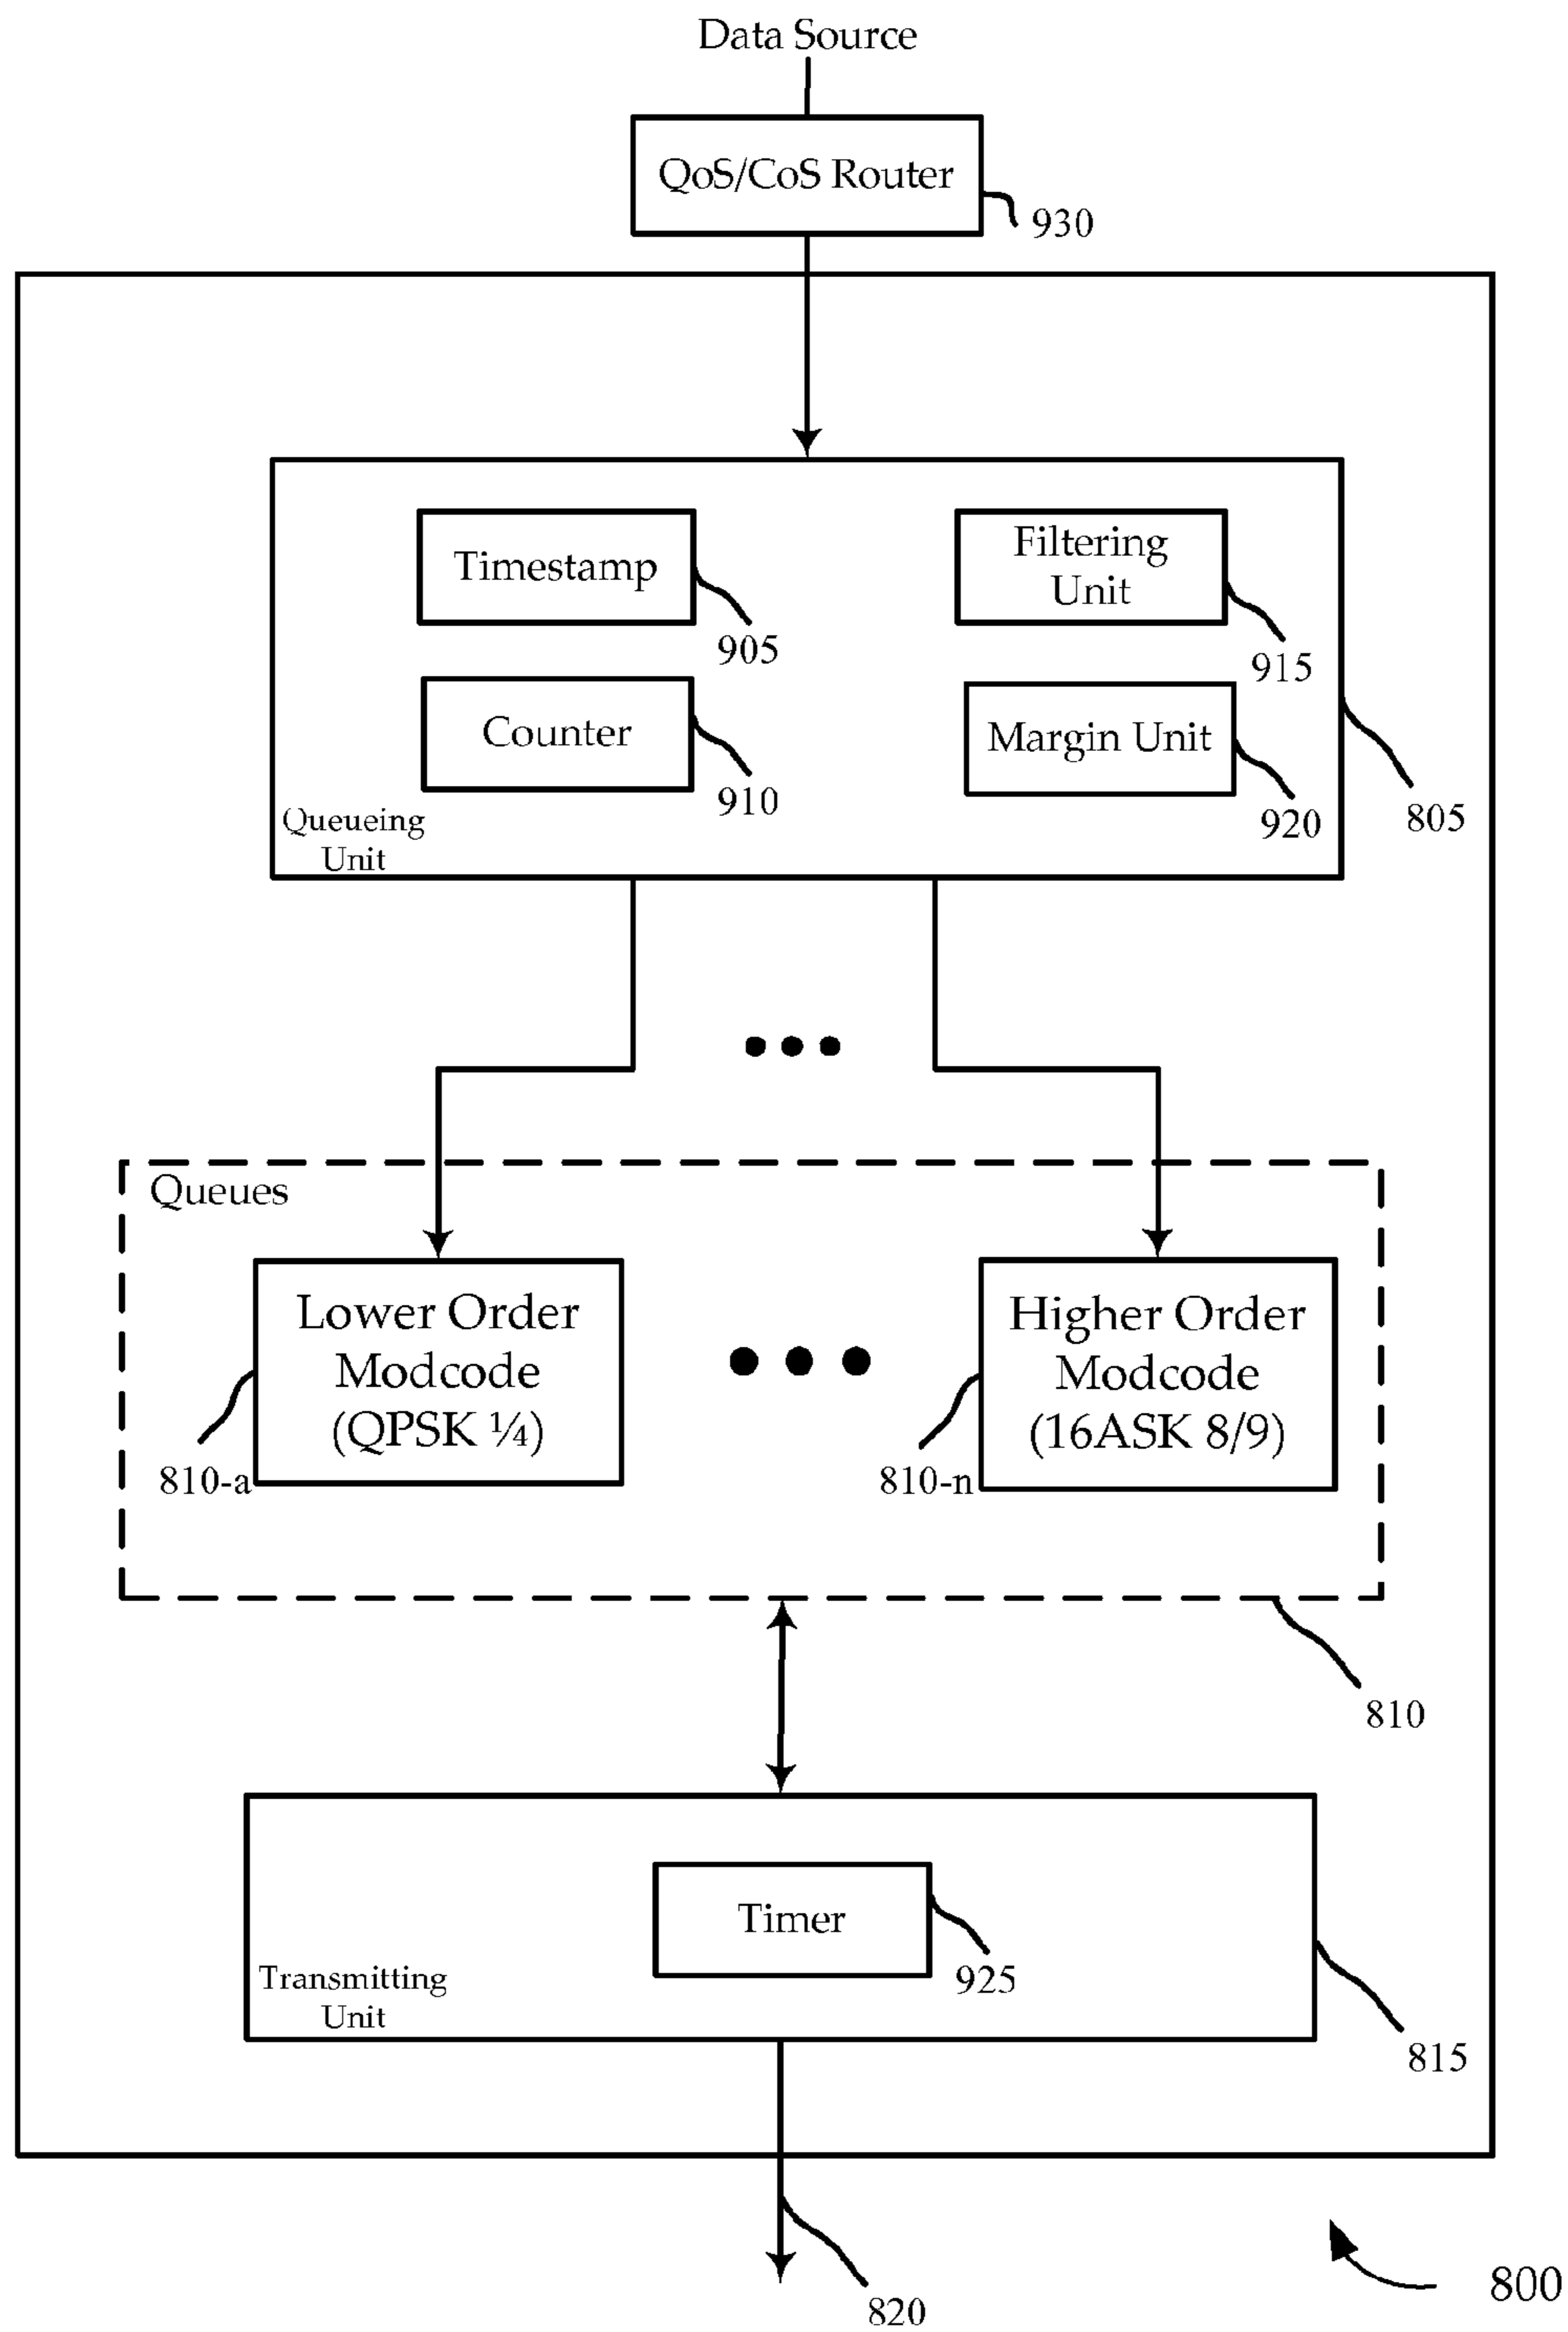 Data Source
QoS/CoS Router
930
Timestamp
905
Filtering
Unit
915
Counter
910
Margin Unit
920
805
Queueing
Unit
Queues
Lower Order
Modcode
(QPSK ¼)
810-a
Higher Order
Modcode
(16ASK 8/9)
810-n
810
Timer
925
Transmitting
Unit
815
820
800